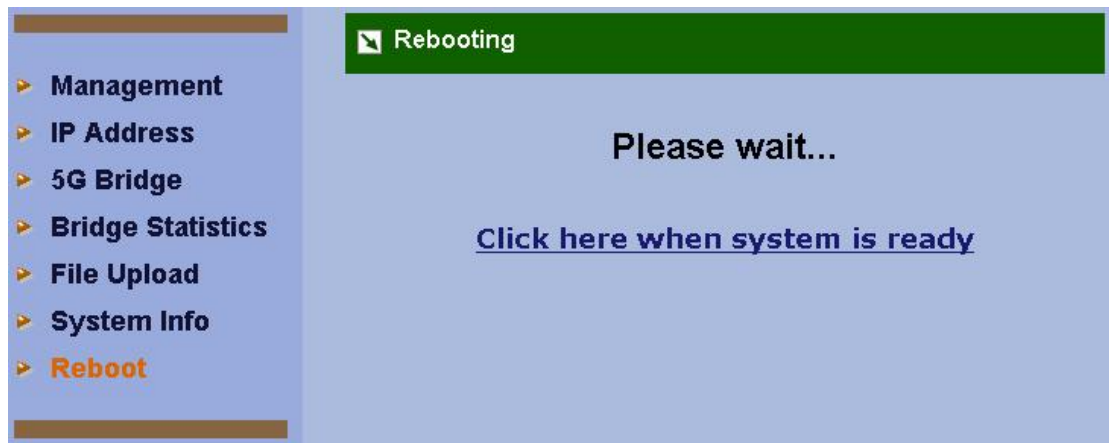 Management
IP Address
5G Bridge
Bridge Statistics
File Upload
System Info
Reboot
Rebooting
Please wait...
Click here when system is ready